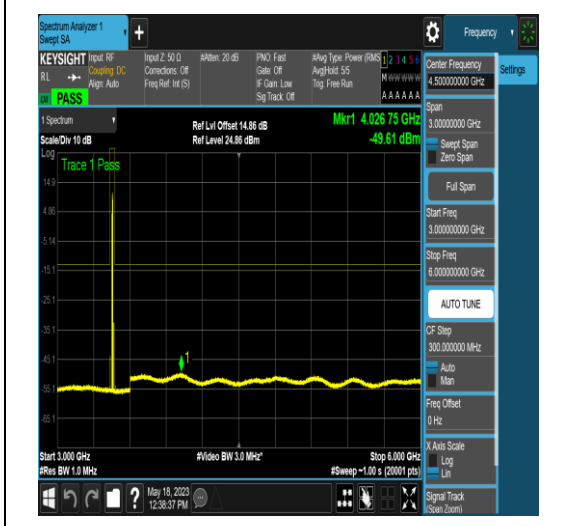 Spectrum Analyzer 1
Swept SA
+
Frequency
KEYSIGHT
RL
Input: RF
Coupling: DC
Align: Auto
Input Z: 50 Ω
Corrections: Off
Freq Ref: Int (S)
#Atten: 20 dB
PNO: Fast
Gate: Off
IF Gain: Low
Sig Track: Off
#Avg Type: Power (RMS)
Avg|Hold: 5/5
Trig: Free Run
1 2 3 4 5 6
M W W W W W
A A A A A A
PASS
1 Spectrum
Scale/Div 10 dB
Ref Lvl Offset 14.86 dB
Ref Level 24.86 dBm
Mkr1 4.026 75 GHz
-49.61 dBm
Log
Trace 1 Pass
14.9
4.86
-5.14
-15.1
-25.1
-35.1
-45.1
-55.1
-65.1
1
Start 3.000 GHz
#Res BW 1.0 MHz
#Video BW 3.0 MHz*
Stop 6.000 GHz
#Sweep ~1.00 s (20001 pts)
May 18, 2023
12:38:37 PM
?
Center Frequency
4.500000000 GHz
Settings
Span
3.00000000 GHz
Swept Span
Zero Span
Full Span
Start Freq
3.000000000 GHz
Stop Freq
6.000000000 GHz
AUTO TUNE
CF Step
300.000000 MHz
Auto
Man
Freq Offset
0 Hz
X Axis Scale
Log
Lin
Signal Track
(Span Zoom)